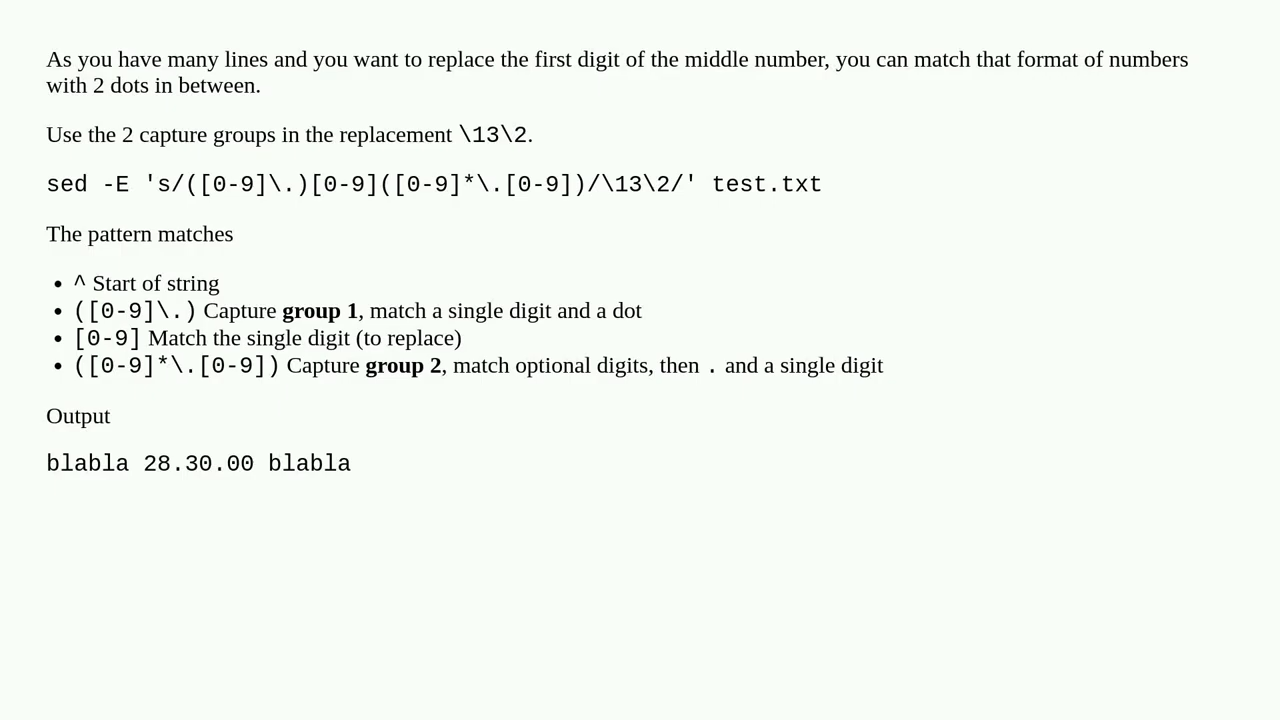 As you have many lines and you want to replace the first digit of the middle number, you can match that format of numbers
with 2 dots in between.
Use the 2 capture groups in the replacement \13\2.
sed -E 's/([0-9]\.)[0-9]([0-9]*\.[0-9])/\13\2/' test.txt
The pattern matches
• ^ Start of string
• ([0-9]\.) Capture group 1, match a single digit and a dot
• [0-9] Match the single digit (to replace)
• ([0-9]*\.[0-9]) Capture group 2, match optional digits, then . and a single digit
Output
blabla 28.30.00 blabla